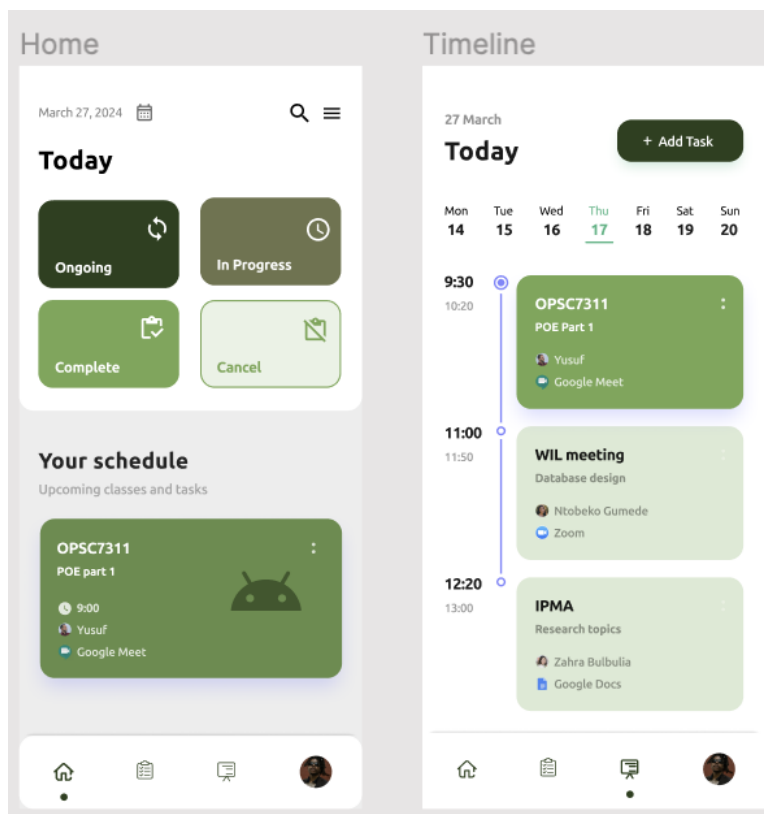 Home
March 27, 2024
Today
Ongoing
In Progress
Complete
Cancel
Your schedule
Upcoming classes and tasks
OPSC7311
POE part 1
9:00
Yusuf
Google Meet
Timeline
27 March
Today
+ Add Task
Mon Tue Wed Thu Fri Sat Sun
14 15 16 17 18 19 20
9:30
10:20
OPSC7311
POE Part 1
Yusuf
Google Meet
11:00
11:50
WIL meeting
Database design
Ntobeko Gumede
Zoom
12:20
13:00
IPMA
Research topics
Zahra Bulbulia
Google Docs